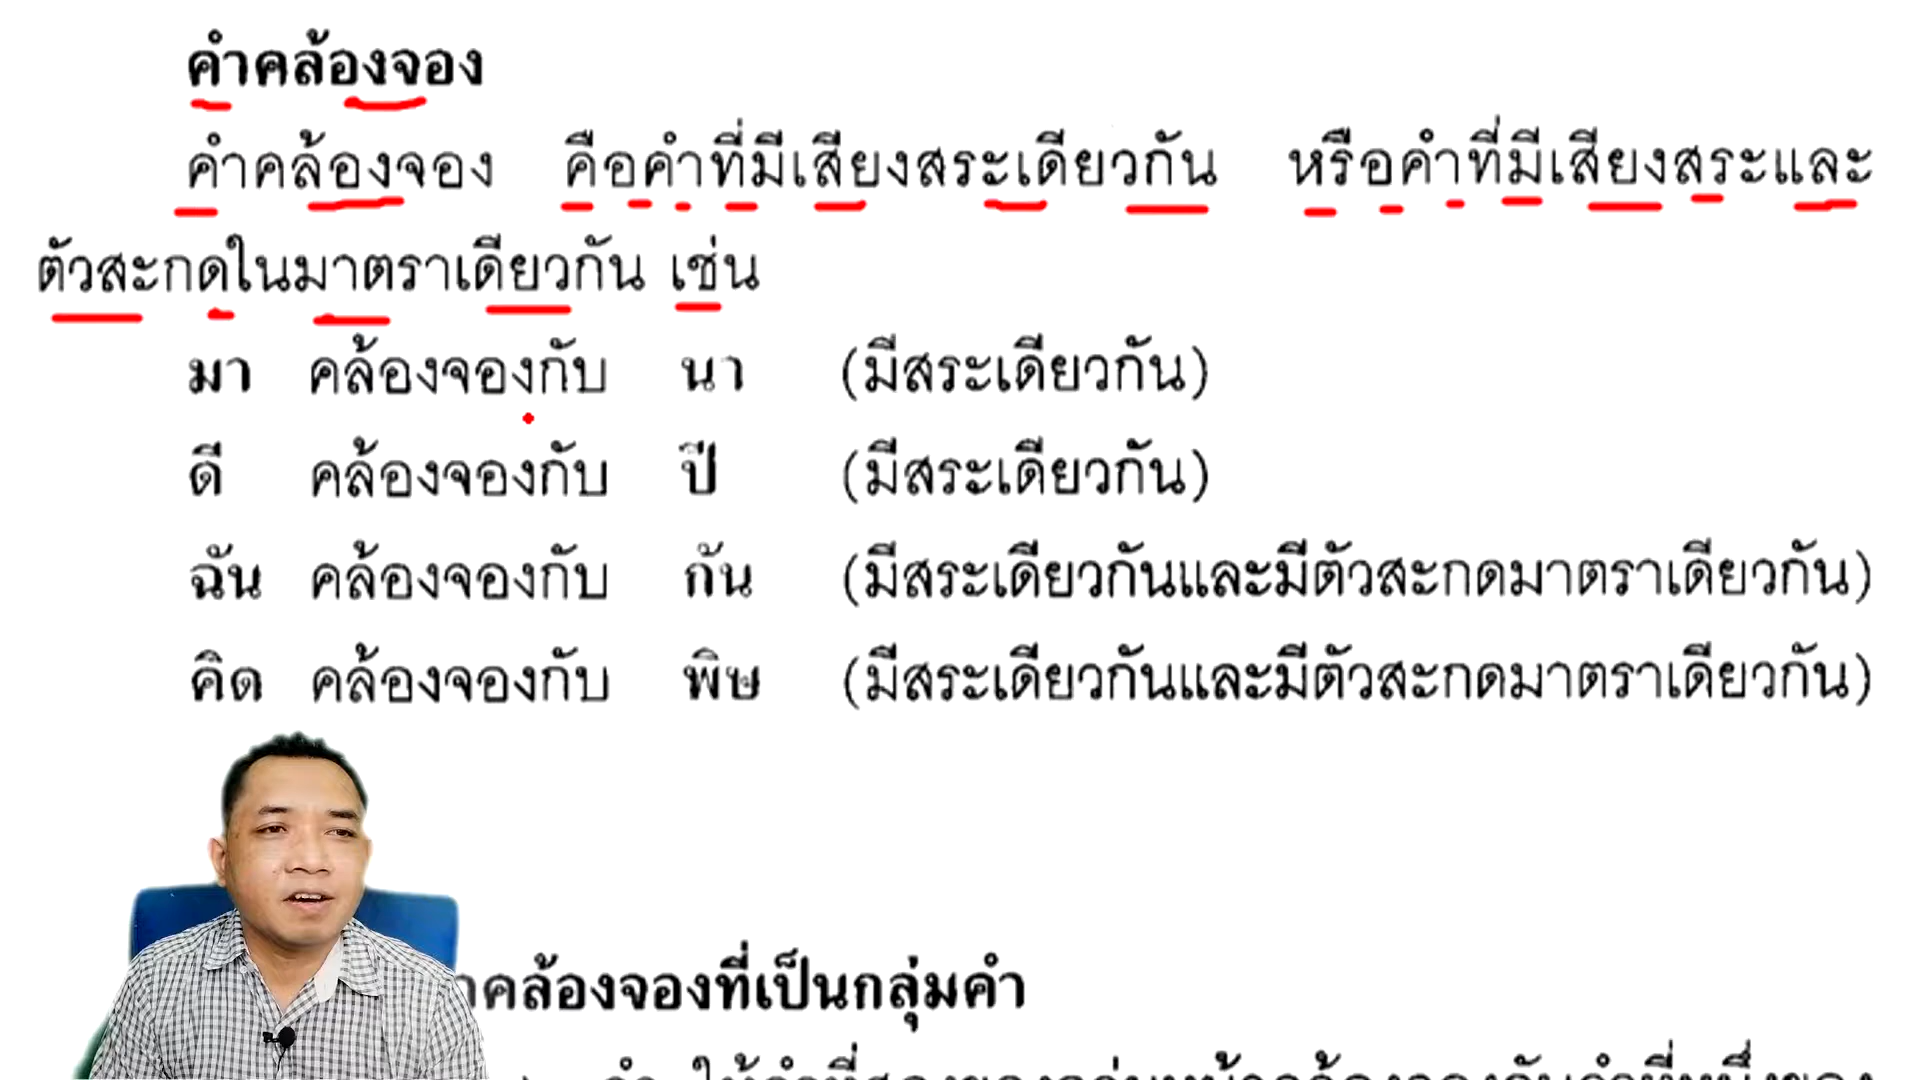 คำคล้องจอง
คำคล้องจอง คือคำที่มีเสียงสระเดียวกัน หรือคำที่มีเสียงสระและ
ตัวสะกดในมาตราเดียวกัน เช่น
มา คล้องจองกับ นา (มีสระเดียวกัน)
ดี คล้องจองกับ ปี (มีสระเดียวกัน)
ฉัน คล้องจองกับ กัน (มีสระเดียวกันและมีตัวสะกดมาตราเดียวกัน)
คิด คล้องจองกับ พิษ (มีสระเดียวกันและมีตัวสะกดมาตราเดียวกัน)
คล้องจองที่เป็นกลุ่มคำ